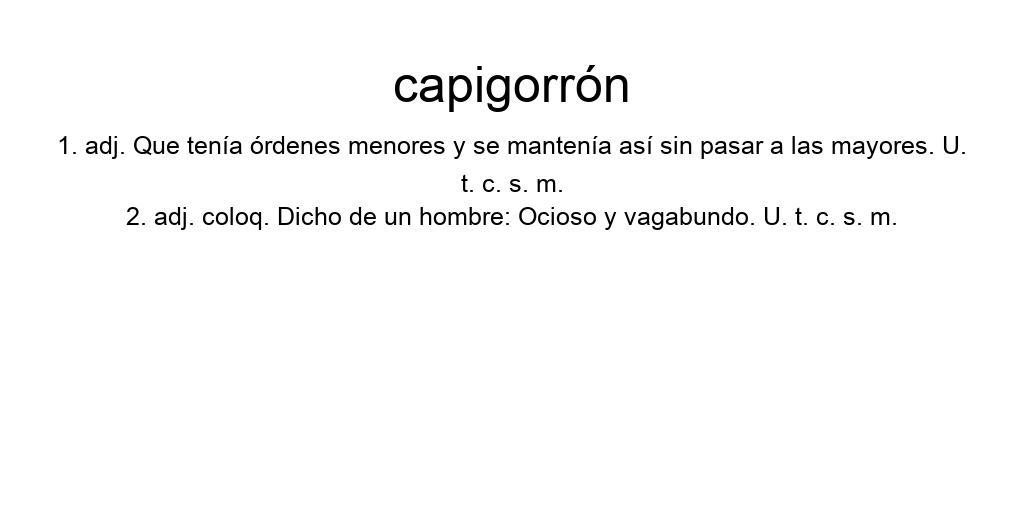 capigorrón
1. adj. Que tenía órdenes menores y se mantenía así sin pasar a las mayores. U.
t. c. s. m.
2. adj. coloq. Dicho de un hombre: Ocioso y vagabundo. U. t. c. s. m.